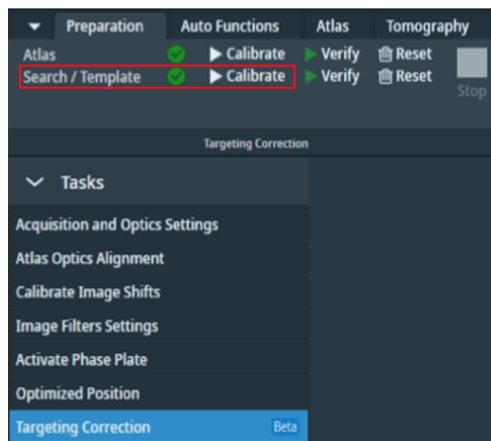 Preparation Auto Functions Atlas Tomography
Atlas Calibrate Verify Reset
Search / Template Calibrate Verify Reset
Stop
Targeting Correction
Tasks
Acquisition and Optics Settings
Atlas Optics Alignment
Calibrate Image Shifts
Image Filters Settings
Activate Phase Plate
Optimized Position
Targeting Correction Beta